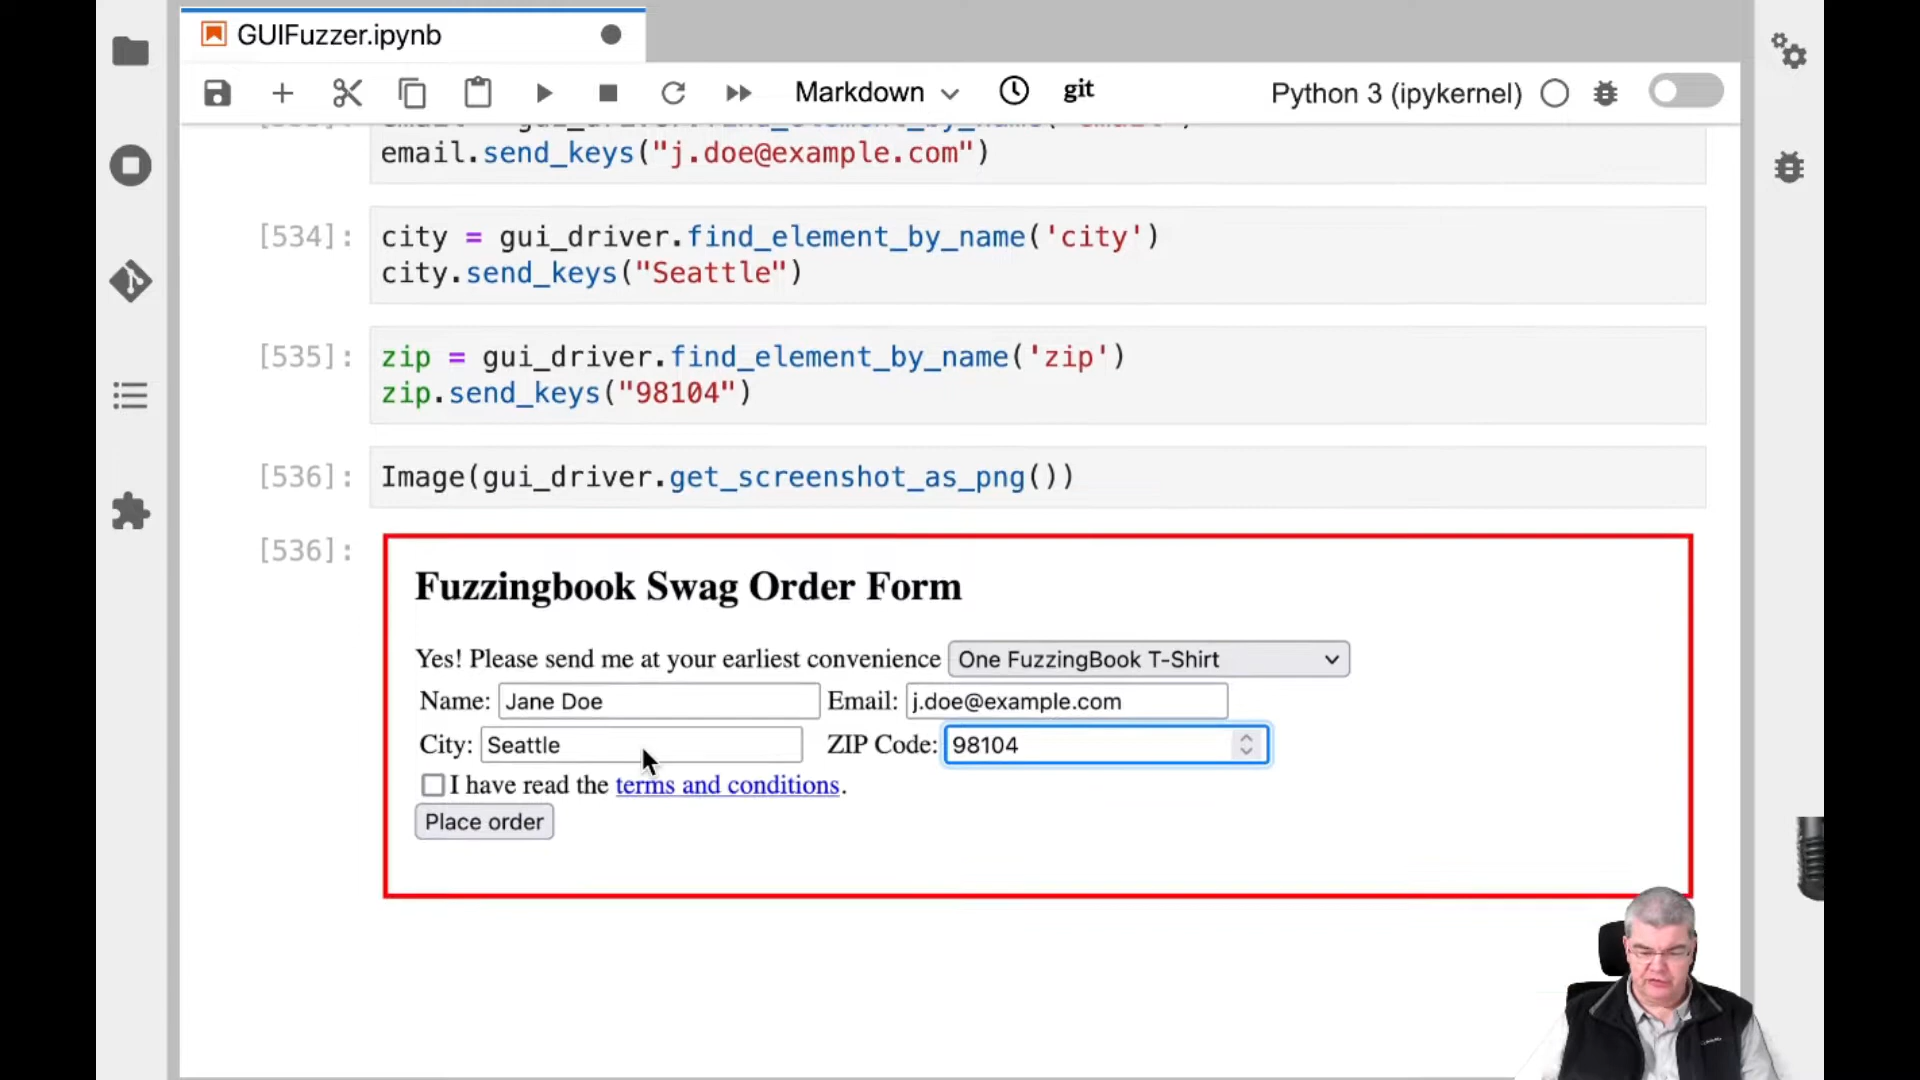 GUIFuzzer.ipynb
Markdown
git
Python 3 (ipykernel)
email.send_keys("j.doe@example.com")
[534]: city = gui_driver.find_element_by_name('city')
city.send_keys("Seattle")
[535]: zip = gui_driver.find_element_by_name('zip')
zip.send_keys("98104")
[536]: Image(gui_driver.get_screenshot_as_png())
[536]:
Fuzzingbook Swag Order Form
Yes! Please send me at your earliest convenience One FuzzingBook T-Shirt
Name: Jane Doe Email: j.doe@example.com
City: Seattle ZIP Code: 98104
I have read the terms and conditions.
Place order